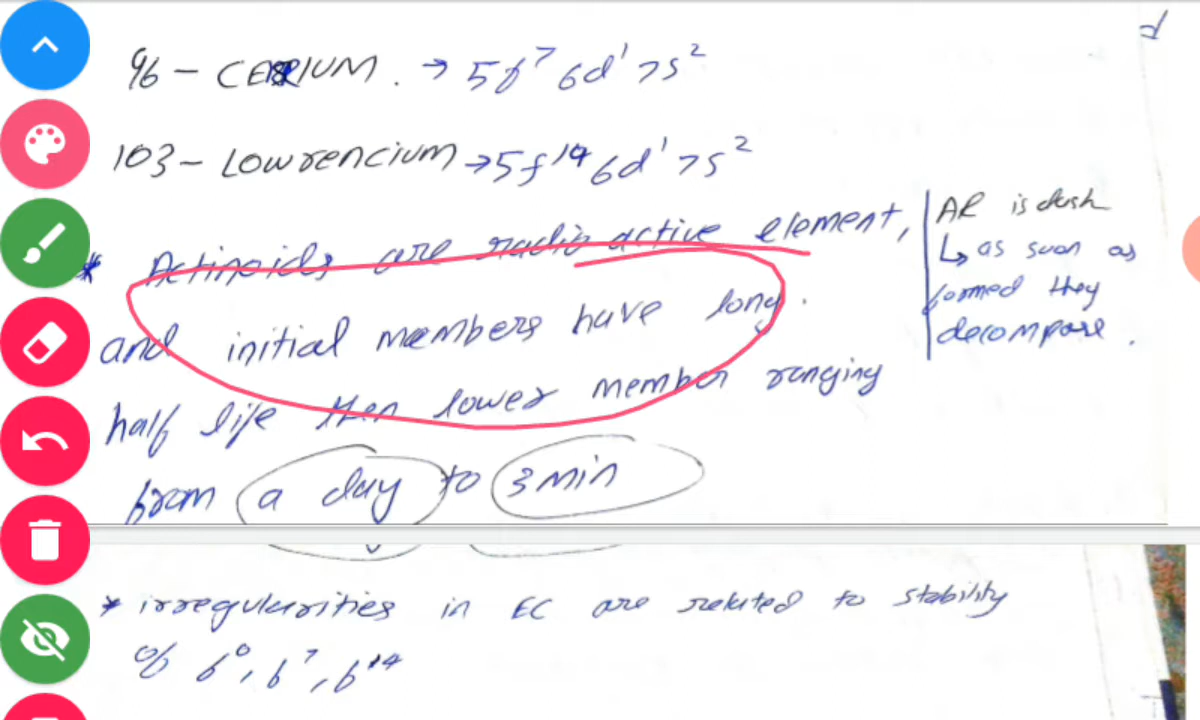 96 - CERIUM. → 5f⁷ 6d¹ 7s²
103 - Lowrencium → 5f¹⁴ 6d¹ 7s²
* Actinoids are radio active element,
and initial members have long.
half life then lower member ranging
from a day to 3 min
AR is
↳ as soon as
formed they
decompose.
* irregularities in EC are related to stability
of f⁰, f⁷, f¹⁴